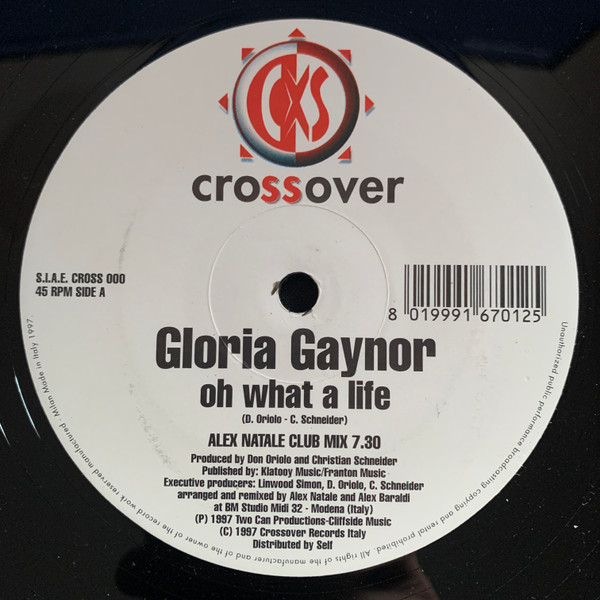 CXS
crossover
S.I.A.E. CROSS 000
45 RPM SIDE A
8 019991 670125
Gloria Gaynor
oh what a life
(D. Oriolo - C. Schneider)
ALEX NATALE CLUB MIX 7.30
Produced by Don Oriolo and Christian Schneider
Published by: Klatooy Music/Franton Music
Executive producers: Linwood Simon, D. Oriolo, C. Schneider
arranged and remixed by Alex Natale and Alex Baraldi
at BM Studio Midi 32 - Modena (Italy)
(P) 1997 Two Can Productions-Cliffside Music
(C) 1997 Crossover Records Italy
Distributed by Self
Unauthorized public performance broadcasting copying and rental prohibited. All rights of the manufacturer and of the owner of the record work reserved manufactured - Milan Made in Italy 1997.